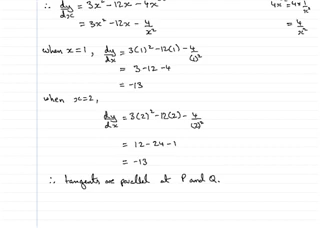 ∴ dy/dx = 3x² - 12x - 4x⁻²
4x⁻² = 4 × 1/x²
= 3x² - 12x - 4/x²
= 4/x²
when x = 1, dy/dx = 3(1)² - 12(1) - 4/(1)²
= 3 - 12 - 4
= -13
when x = 2,
dy/dx = 3(2)² - 12(2) - 4/(2)²
= 12 - 24 - 1
= -13
∴ tangents are parallel at P and Q.